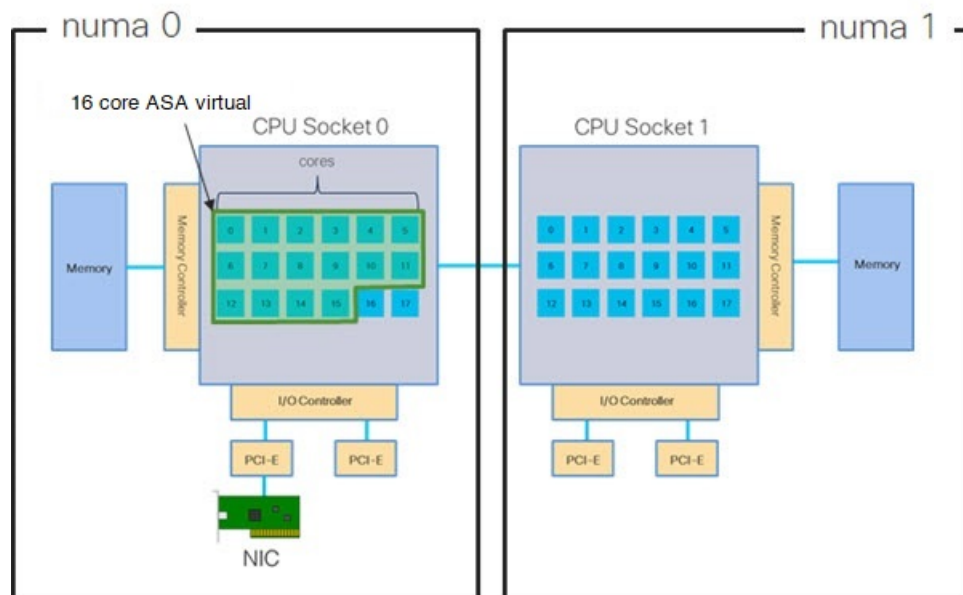 numa 0
numa 1
16 core ASA virtual
CPU Socket 0
CPU Socket 1
cores
Memory
Memory Controller
0 1 2 3 4 5
6 7 8 9 10 11
12 13 14 15 16 17
0 1 2 3 4 5
6 7 8 9 10 11
12 13 14 15 16 17
Memory Controller
Memory
I/O Controller
I/O Controller
PCI-E
PCI-E
PCI-E
PCI-E
NIC